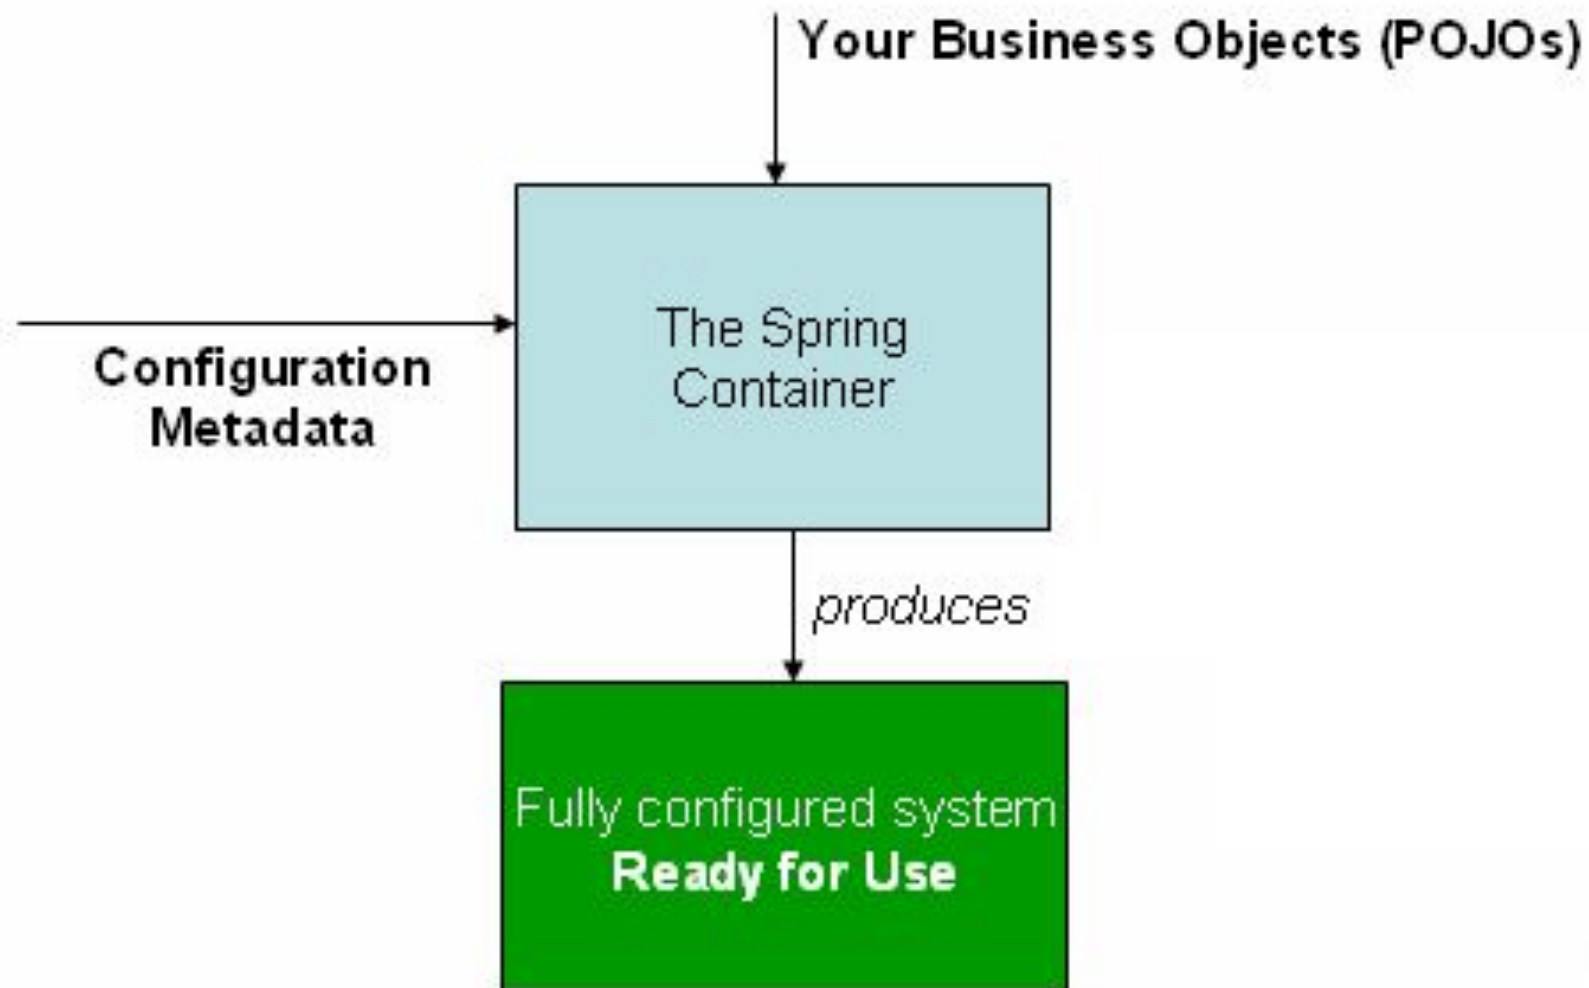 Your Business Objects (POJOs)
The Spring
Container
Configuration
Metadata
produces
Fully configured system
Ready for Use